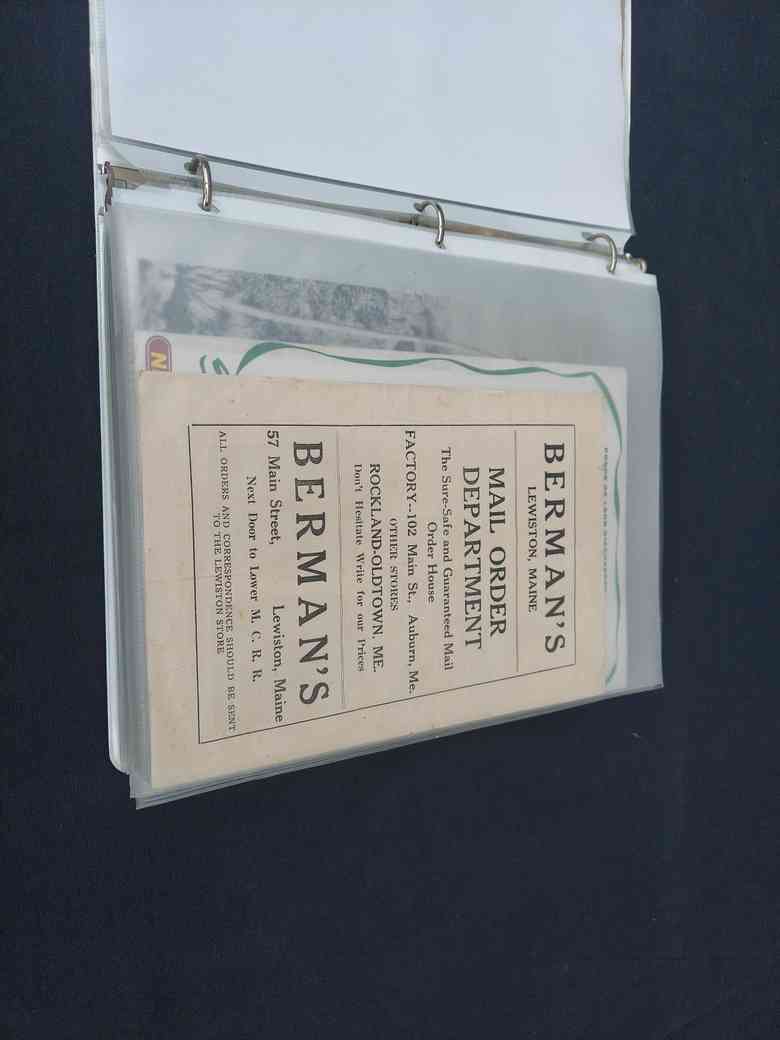 BERMAN'S
LEWISTON, MAINE
MAIL ORDER
DEPARTMENT
The Sure-Safe and Guaranteed Mail
Order House
FACTORY--102 Main St., Auburn, Me.
OTHER STORES
ROCKLAND-OLDTOWN, ME.
Don't Hesitate Write for our Prices
BERMAN'S
57 Main Street, Lewiston, Maine
Next Door to Lower M. C. R. R.
ALL ORDERS AND CORRESPONDENCE SHOULD BE SENT
TO THE LEWISTON STORE